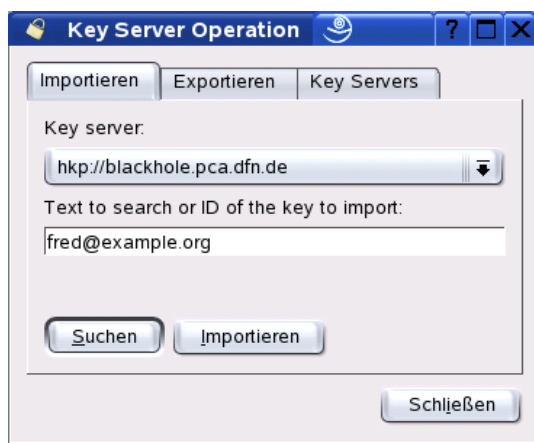 Key Server Operation ?
Importieren Exportieren Key Servers
Key server:
hkp://blackhole.pca.dfn.de
Text to search or ID of the key to import:
fred@example.org
Suchen Importieren
Schließen